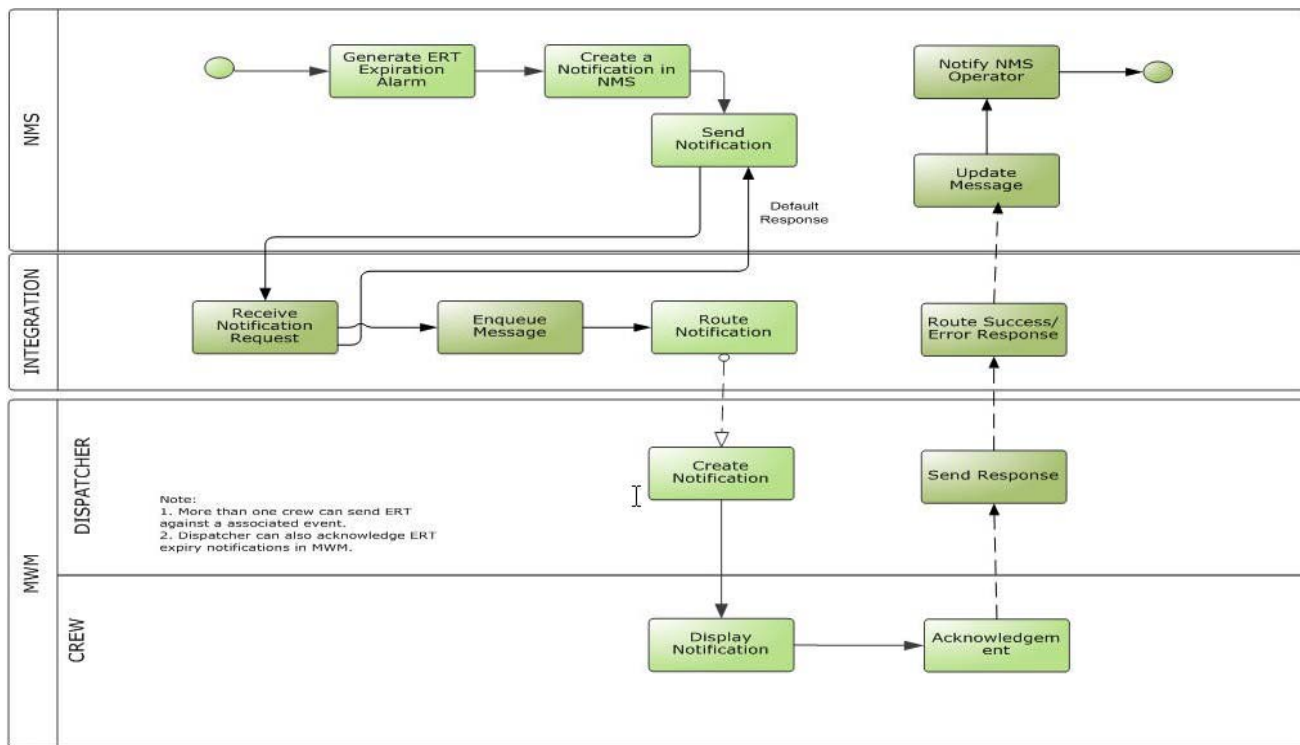 NMS
Generate ERT
Expiration
Alarm
Create a
Notification in
NMS
Send
Notification
Default
Response
Notify NMS
Operator
Update
Message
INTEGRATION
Receive
Notification
Request
Enqueue
Message
Route
Notification
Route Success/
Error Response
MWM
DISPATCHER
Note:
1. More than one crew can send ERT
against a associated event.
2. Dispatcher can also acknowledge ERT
expiry notifications in MWM.
Create
Notification
Send Response
CREW
Display
Notification
Acknowledgem
ent